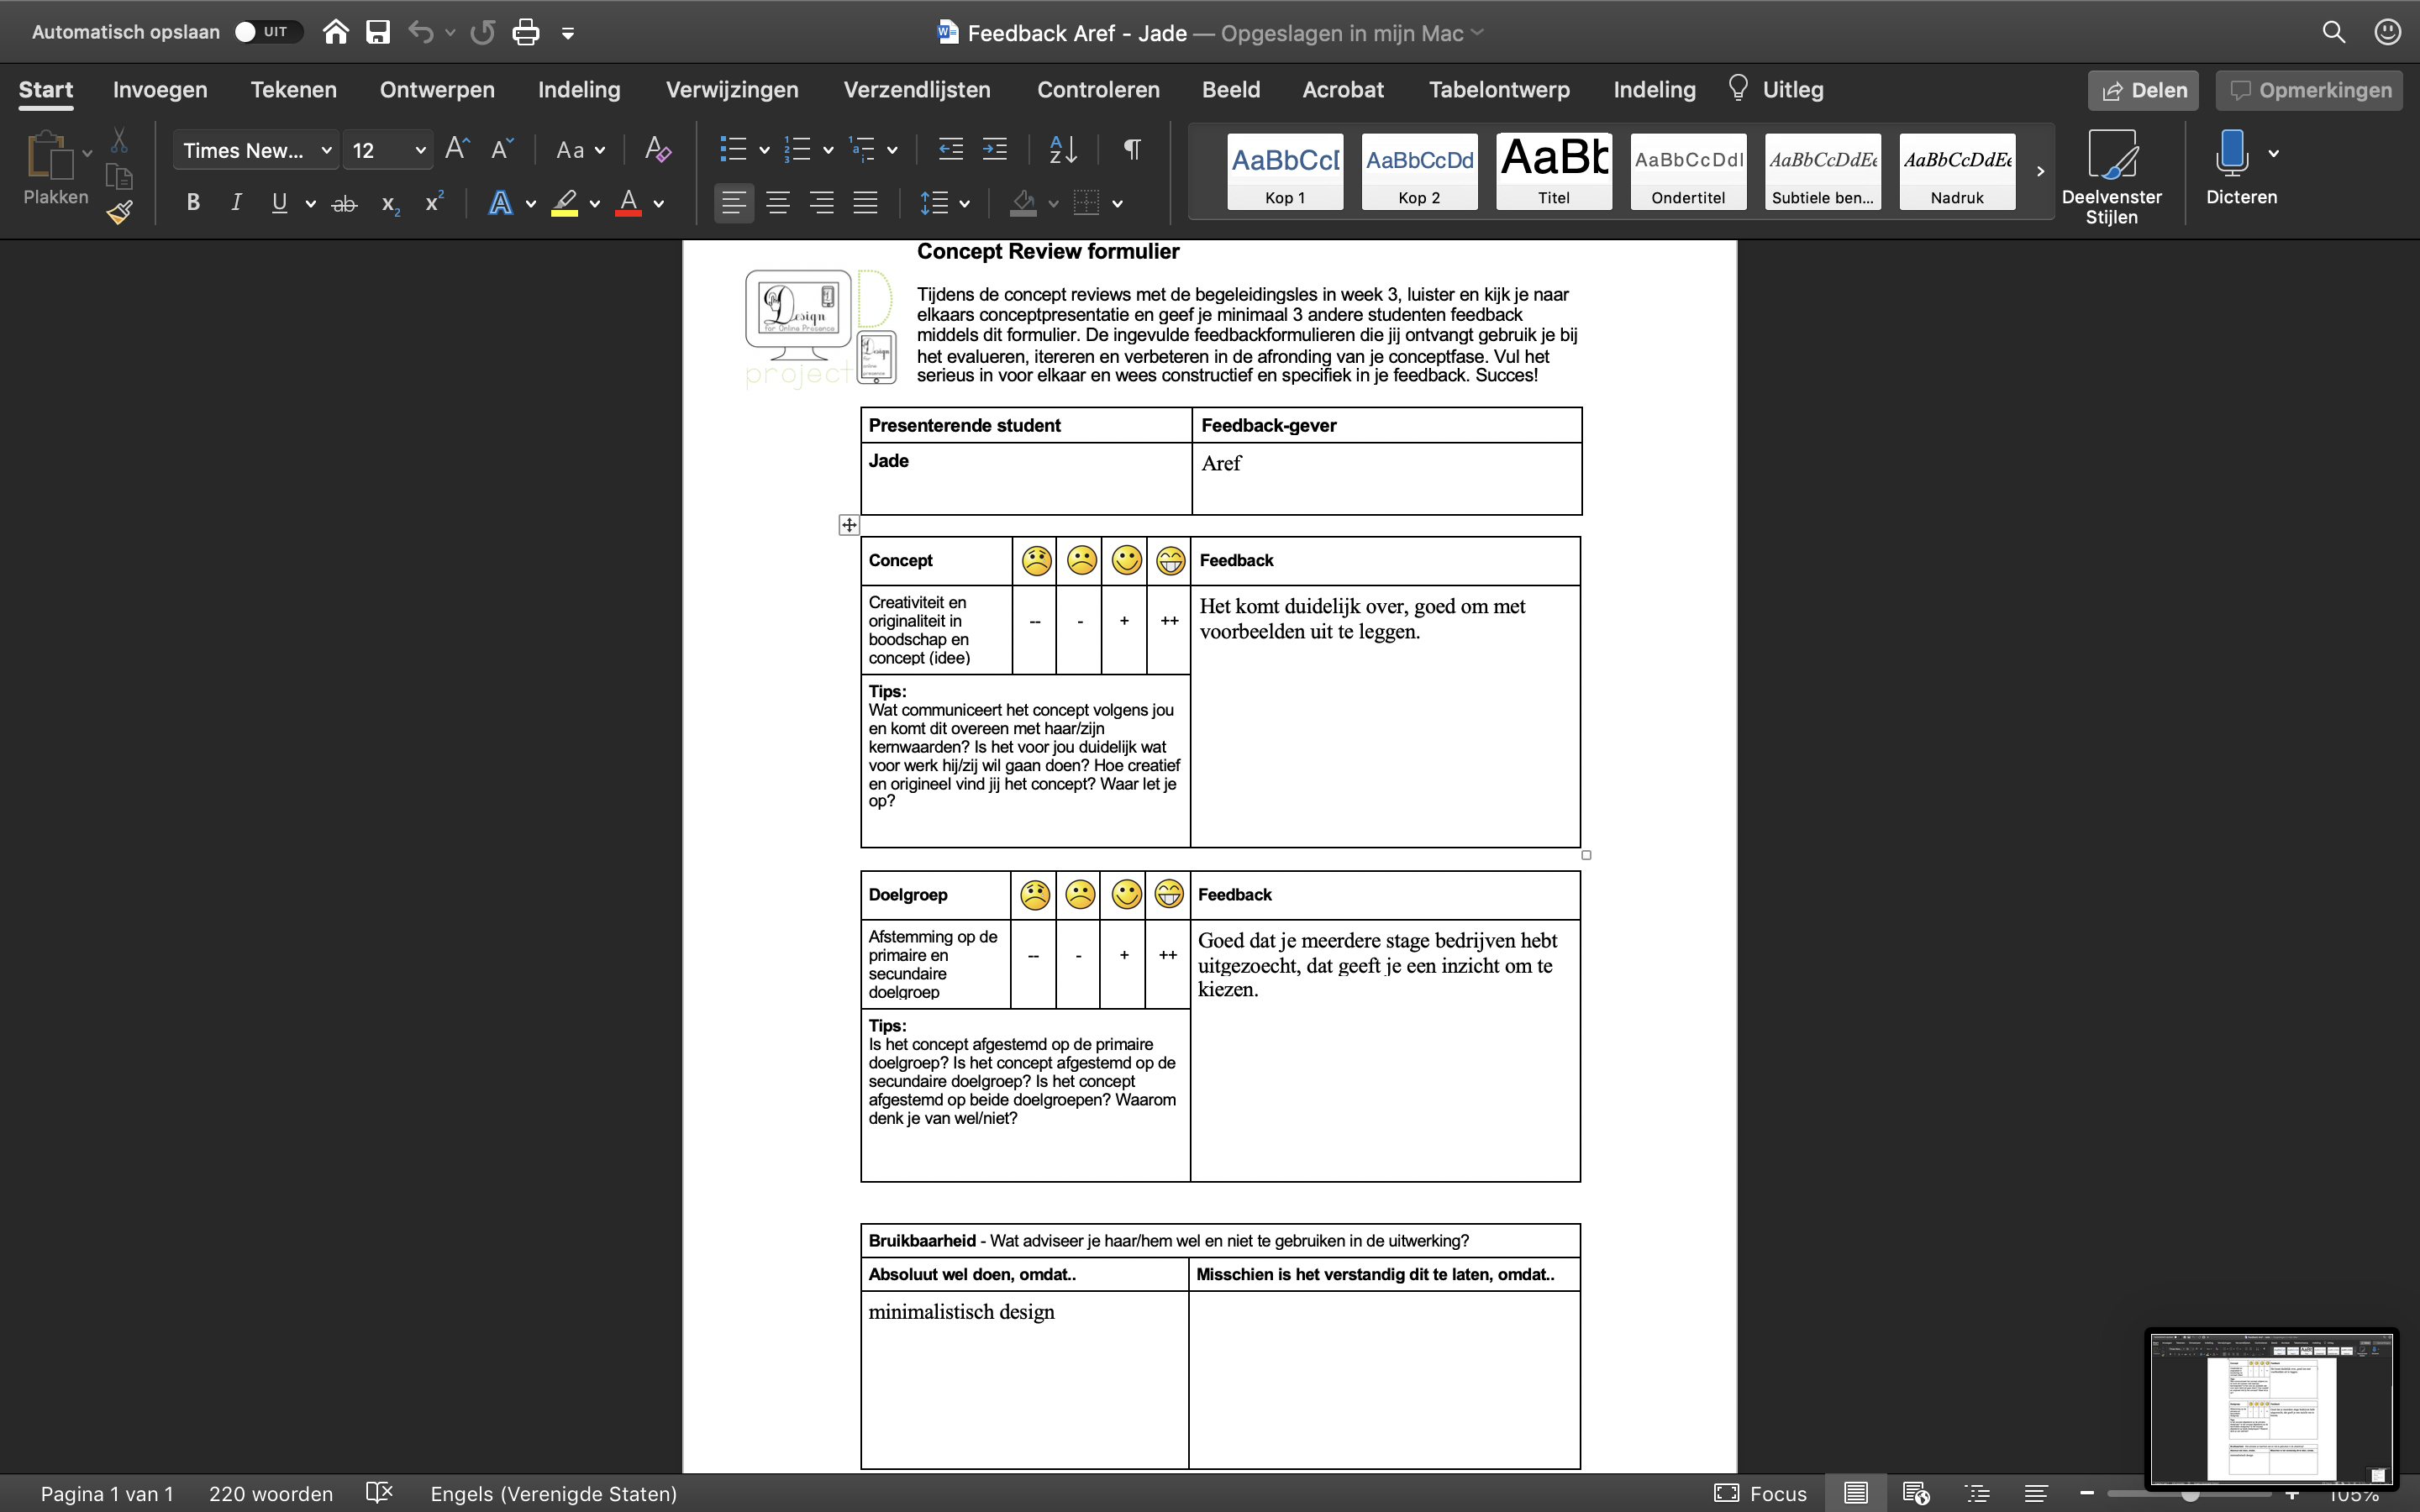 Automatisch opslaan UIT
Feedback Aref - Jade — Opgeslagen in mijn Mac
Start Invoegen Tekenen Ontwerpen Indeling Verwijzingen Verzendlijsten Controleren Beeld Acrobat Tabelontwerp Indeling Uitleg
Delen Opmerkingen
Plakken
Times New... 12
AaBbCcD AaBbCcDd AaBb AaBbCcDdI AaBbCcDdEe AaBbCcDdEe
Kop 1 Kop 2 Titel Ondertitel Subtiele ben... Nadruk
Deelvenster
Stijlen
Dicteren
Concept Review formulier
Design
for Online Presense
project
Tijdens de concept reviews met de begeleidingsles in week 3, luister en kijk je naar
elkaars conceptpresentatie en geef je minimaal 3 andere studenten feedback
middels dit formulier. De ingevulde feedbackformulieren die jij ontvangt gebruik je bij
het evalueren, itereren en verbeteren in de afronding van je conceptfase. Vul het
serieus in voor elkaar en wees constructief en specifiek in je feedback. Succes!
Presenterende student Feedback-gever
Jade Aref
Concept Feedback
Creativiteit en
originaliteit in
boodschap en
concept (idee)
-- - + ++
Het komt duidelijk over, goed om met
voorbeelden uit te leggen.
Tips:
Wat communiceert het concept volgens jou
en komt dit overeen met haar/zijn
kernwaarden? Is het voor jou duidelijk wat
voor werk hij/zij wil gaan doen? Hoe creatief
en origineel vind jij het concept? Waar let je
op?
Doelgroep Feedback
Afstemming op de
primaire en
secundaire
doelgroep
-- - + ++
Goed dat je meerdere stage bedrijven hebt
uitgezoecht, dat geeft je een inzicht om te
kiezen.
Tips:
Is het concept afgestemd op de primaire
doelgroep? Is het concept afgestemd op de
secundaire doelgroep? Is het concept
afgestemd op beide doelgroepen? Waarom
denk je van wel/niet?
Bruikbaarheid - Wat adviseer je haar/hem wel en niet te gebruiken in de uitwerking?
Absoluut wel doen, omdat.. Misschien is het verstandig dit te laten, omdat..
minimalistisch design
Pagina 1 van 1 220 woorden Engels (Verenigde Staten)
Focus 105%